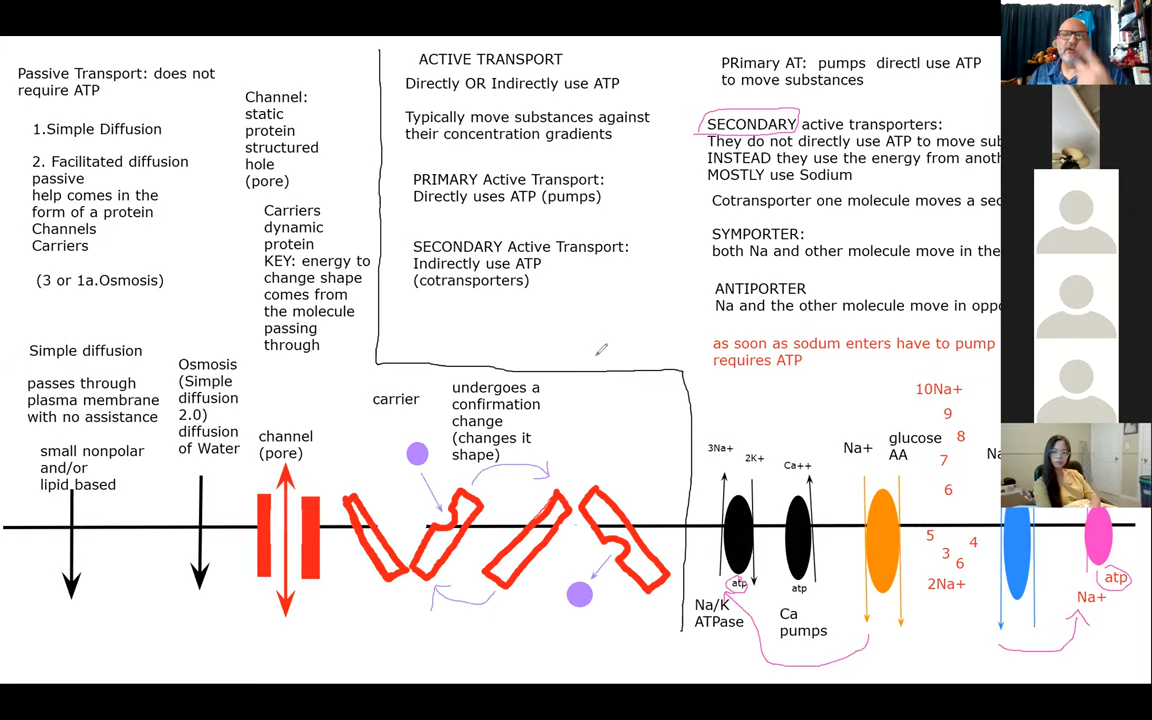 Passive Transport: does not
require ATP
1.Simple Diffusion
2. Facilitated diffusion
passive
help comes in the
form of a protein
Channels
Carriers
(3 or 1a.Osmosis)
Channel:
static
protein
structured
hole
(pore)
Carriers
dynamic
protein
KEY: energy to
change shape
comes from
the molecule
passing
through
ACTIVE TRANSPORT
Directly OR Indirectly use ATP
Typically move substances against
their concentration gradients
PRIMARY Active Transport:
Directly uses ATP (pumps)
SECONDARY Active Transport:
Indirectly use ATP
(cotransporters)
PRimary AT: pumps directl use ATP
to move substances
SECONDARY active transporters:
They do not directly use ATP to move
INSTEAD they use the energy from
MOSTLY use Sodium
Cotransporter one molecule moves a
SYMPORTER:
both Na and other molecule move in
ANTIPORTER
Na and the other molecule move in
as soon as sodum enters have to pump
requires ATP
Simple diffusion
passes through
plasma membrane
with no assistance
small nonpolar
and/or
lipid based
Osmosis
(Simple
diffusion
2.0)
diffusion
of Water
channel
(pore)
carrier
undergoes a
confirmation
change
(changes it
shape)
3Na+
2K+
atp
Na/K
ATPase
Ca++
atp
Ca
pumps
Na+
glucose
AA
10Na+
9
8
7
6
5
4
3
6
2Na+
atp
Na+